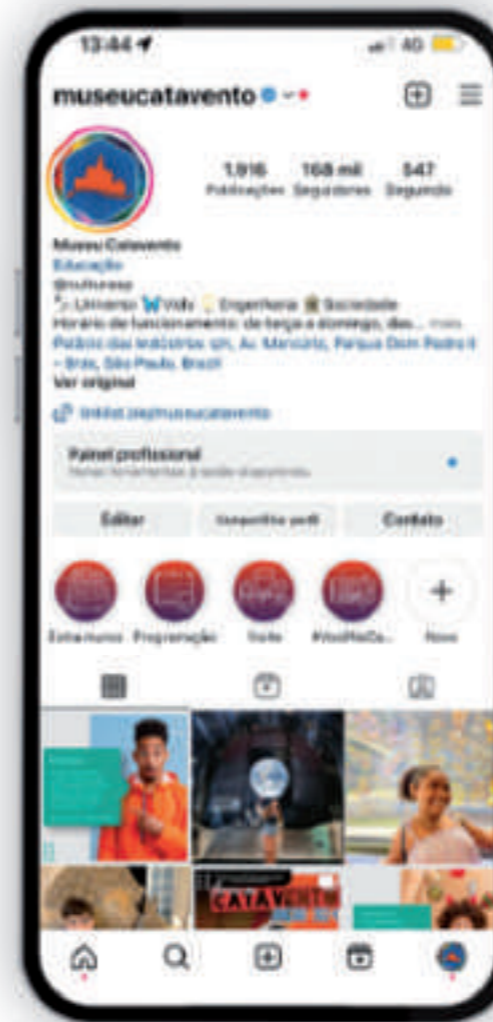 13:44 4G
museucatavento
1.916 168 mil 547
Publicações Seguidores Seguindo
Museu Catavento
Educação
@culturasp
Universo Vida Engenharia Sociedade
Horário de funcionamento: de terça a domingo, das... mais
Palácio das Indústrias s/n, Av. Mercúrio, Parque Dom Pedro II
- Brás, São Paulo, Brazil
Ver original
museucatavento
Painel profissional
Editar Compartilhar perfil Contato
Programação Visite Novo
CATAVENTO